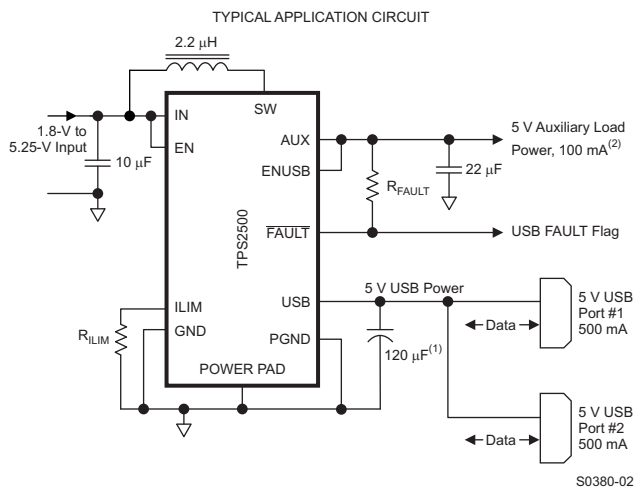 TYPICAL APPLICATION CIRCUIT
2.2 μH
IN
SW
1.8-V to
5.25-V Input
EN
10 μF
AUX
5 V Auxiliary Load
Power, 100 mA(2)
ENUSB
RFAULT
22 μF
TPS2500
FAULT
USB FAULT Flag
5 V USB Power
ILIM
USB
5 V USB
Port #1
500 mA
Data
RILIM
GND
PGND
120 μF(1)
POWER PAD
5 V USB
Port #2
500 mA
Data
S0380-02